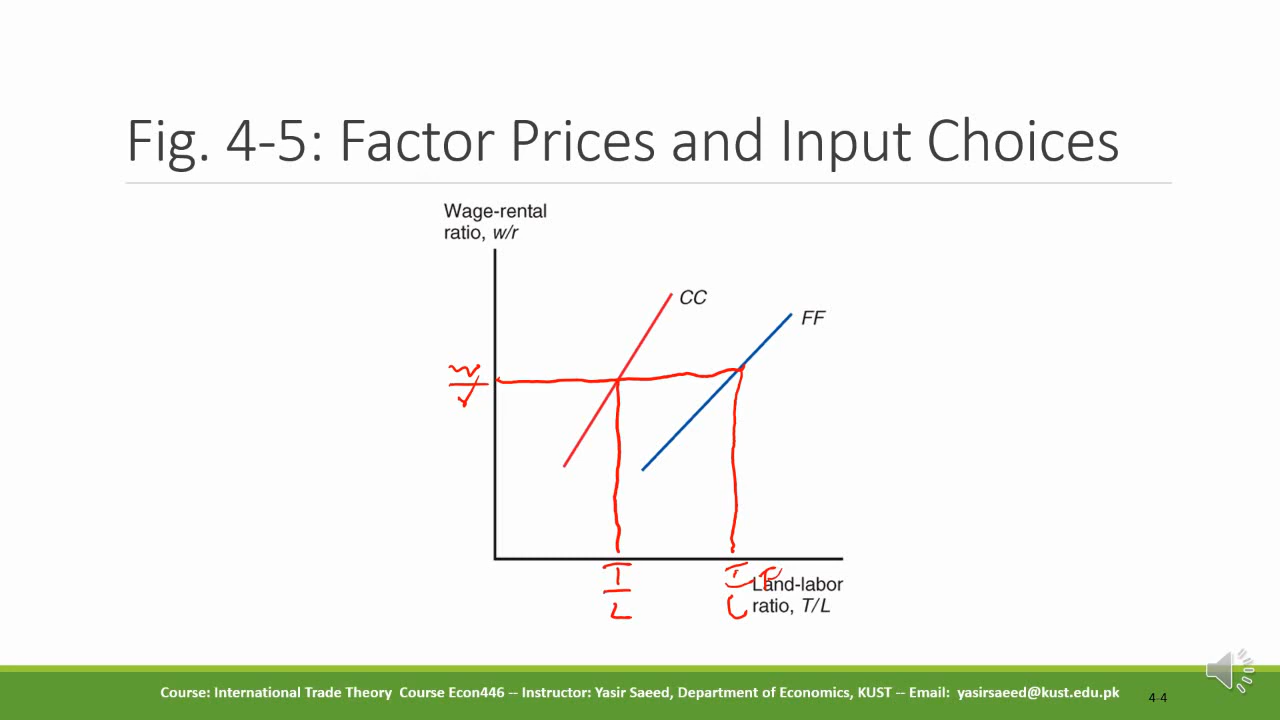 Fig. 4-5: Factor Prices and Input Choices
Wage-rental
ratio, w/r
CC
FF
w
r
T
L
T F
L
Land-labor
ratio, T/L
Course: International Trade Theory Course Econ446 -- Instructor: Yasir Saeed, Department of Economics, KUST -- Email: yasirsaeed@kust.edu.pk
4-4